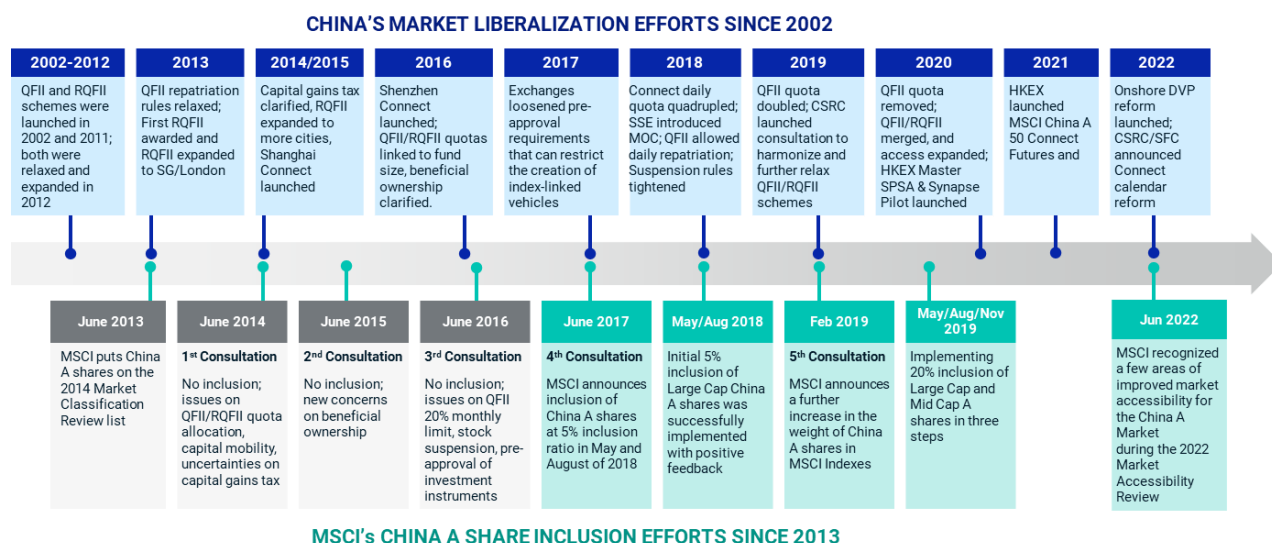 CHINA'S MARKET LIBERALIZATION EFFORTS SINCE 2002
2002-2012
QFII and RQFII
schemes were
launched in
2002 and 2011;
both were
relaxed and
expanded in
2012
2013
QFII repatriation
rules relaxed;
First RQFII
awarded and
RQFII expanded
to SG/London
2014/2015
Capital gains tax
clarified, RQFII
expanded to
more cities,
Shanghai
Connect
launched
2016
Shenzhen
Connect
launched;
QFII/RQFII quotas
linked to fund
size, beneficial
ownership
clarified.
2017
Exchanges
loosened pre-
approval
requirements
that can restrict
the creation of
index-linked
vehicles
2018
Connect daily
quota quadrupled;
SSE introduced
MOC; QFII allowed
daily repatriation;
Suspension rules
tightened
2019
QFII quota
doubled; CSRC
launched
consultation to
harmonize and
further relax
QFII/RQFII
schemes
2020
QFII quota
removed;
QFII/RQFII
merged, and
access expanded;
HKEX Master
SPSA & Synapse
Pilot launched
2021
HKEX
launched
MSCI China A
50 Connect
Futures and
2022
Onshore DVP
reform
launched;
CSRC/SFC
announced
Connect
calendar
reform
June 2013
MSCI puts China
A shares on the
2014 Market
Classification
Review list
June 2014
1st Consultation
No inclusion;
issues on
QFII/RQFII quota
allocation,
capital mobility,
uncertainties on
capital gains tax
June 2015
2nd Consultation
No inclusion;
new concerns
on beneficial
ownership
June 2016
3rd Consultation
No inclusion;
issues on QFII
20% monthly
limit, stock
suspension, pre-
approval of
investment
instruments
June 2017
4th Consultation
MSCI announces
inclusion of
China A shares
at 5% inclusion
ratio in May and
August of 2018
May/Aug 2018
Initial 5%
inclusion of
Large Cap China
A shares was
successfully
implemented
with positive
feedback
Feb 2019
5th Consultation
MSCI announces
a further
increase in the
weight of China
A shares in
MSCI Indexes
May/Aug/Nov
2019
Implementing
20% inclusion of
Large Cap and
Mid Cap A
shares in three
steps
Jun 2022
MSCI recognized
a few areas of
improved market
accessibility for
the China A
Market
during the 2022
Market
Accessibility
Review
MSCI's CHINA A SHARE INCLUSION EFFORTS SINCE 2013